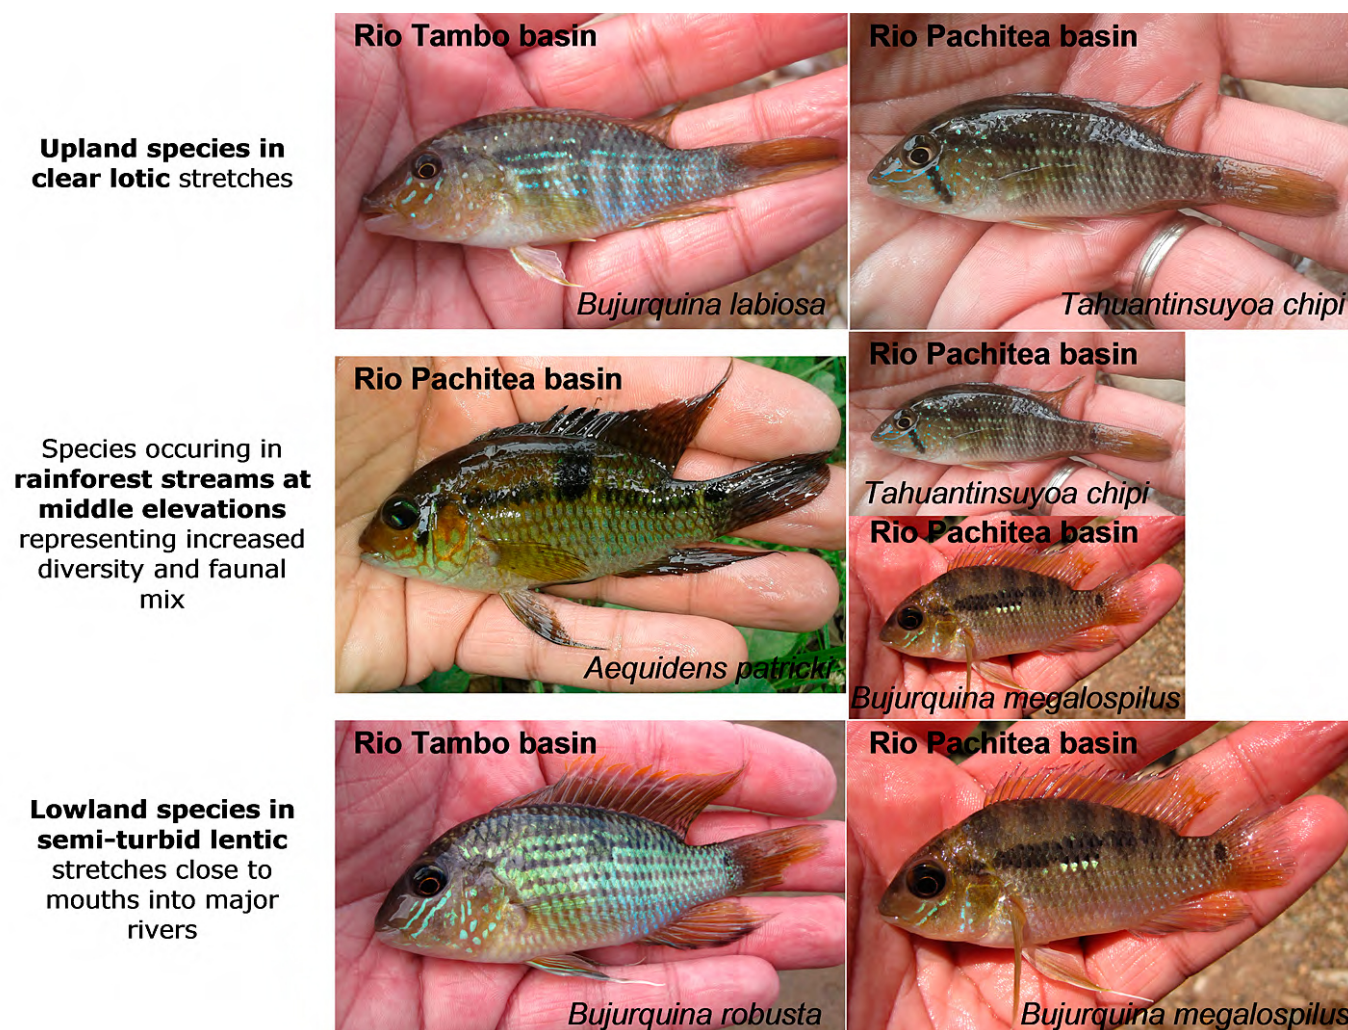 Upland species in
clear lotic stretches
Rio Tambo basin
Bujurquina labiosa
Rio Pachitea basin
Tahuantinsuyoa chipi
Species occuring in
rainforest streams at
middle elevations
representing increased
diversity and faunal
mix
Rio Pachitea basin
Aequidens patricki
Rio Pachitea basin
Tahuantinsuyoa chipi
Rio Pachitea basin
Bujurquina megalospilus
Lowland species in
semi-turbid lentic
stretches close to
mouths into major
rivers
Rio Tambo basin
Bujurquina robusta
Rio Pachitea basin
Bujurquina megalospilus